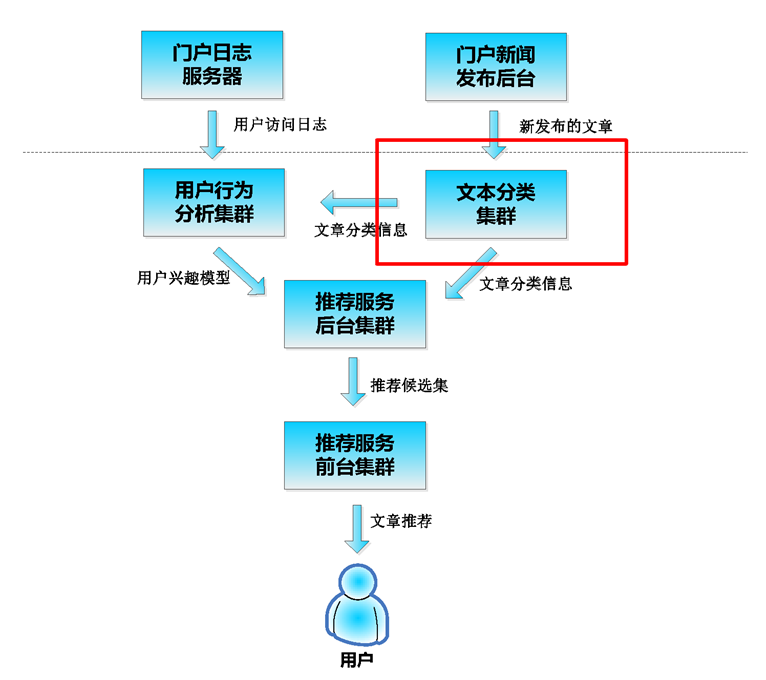 门户日志
服务器
门户新闻
发布后台
用户访问日志
新发布的文章
用户行为
分析集群
文本分类
集群
文章分类信息
用户兴趣模型
文章分类信息
推荐服务
后台集群
推荐候选集
推荐服务
前台集群
文章推荐
用户